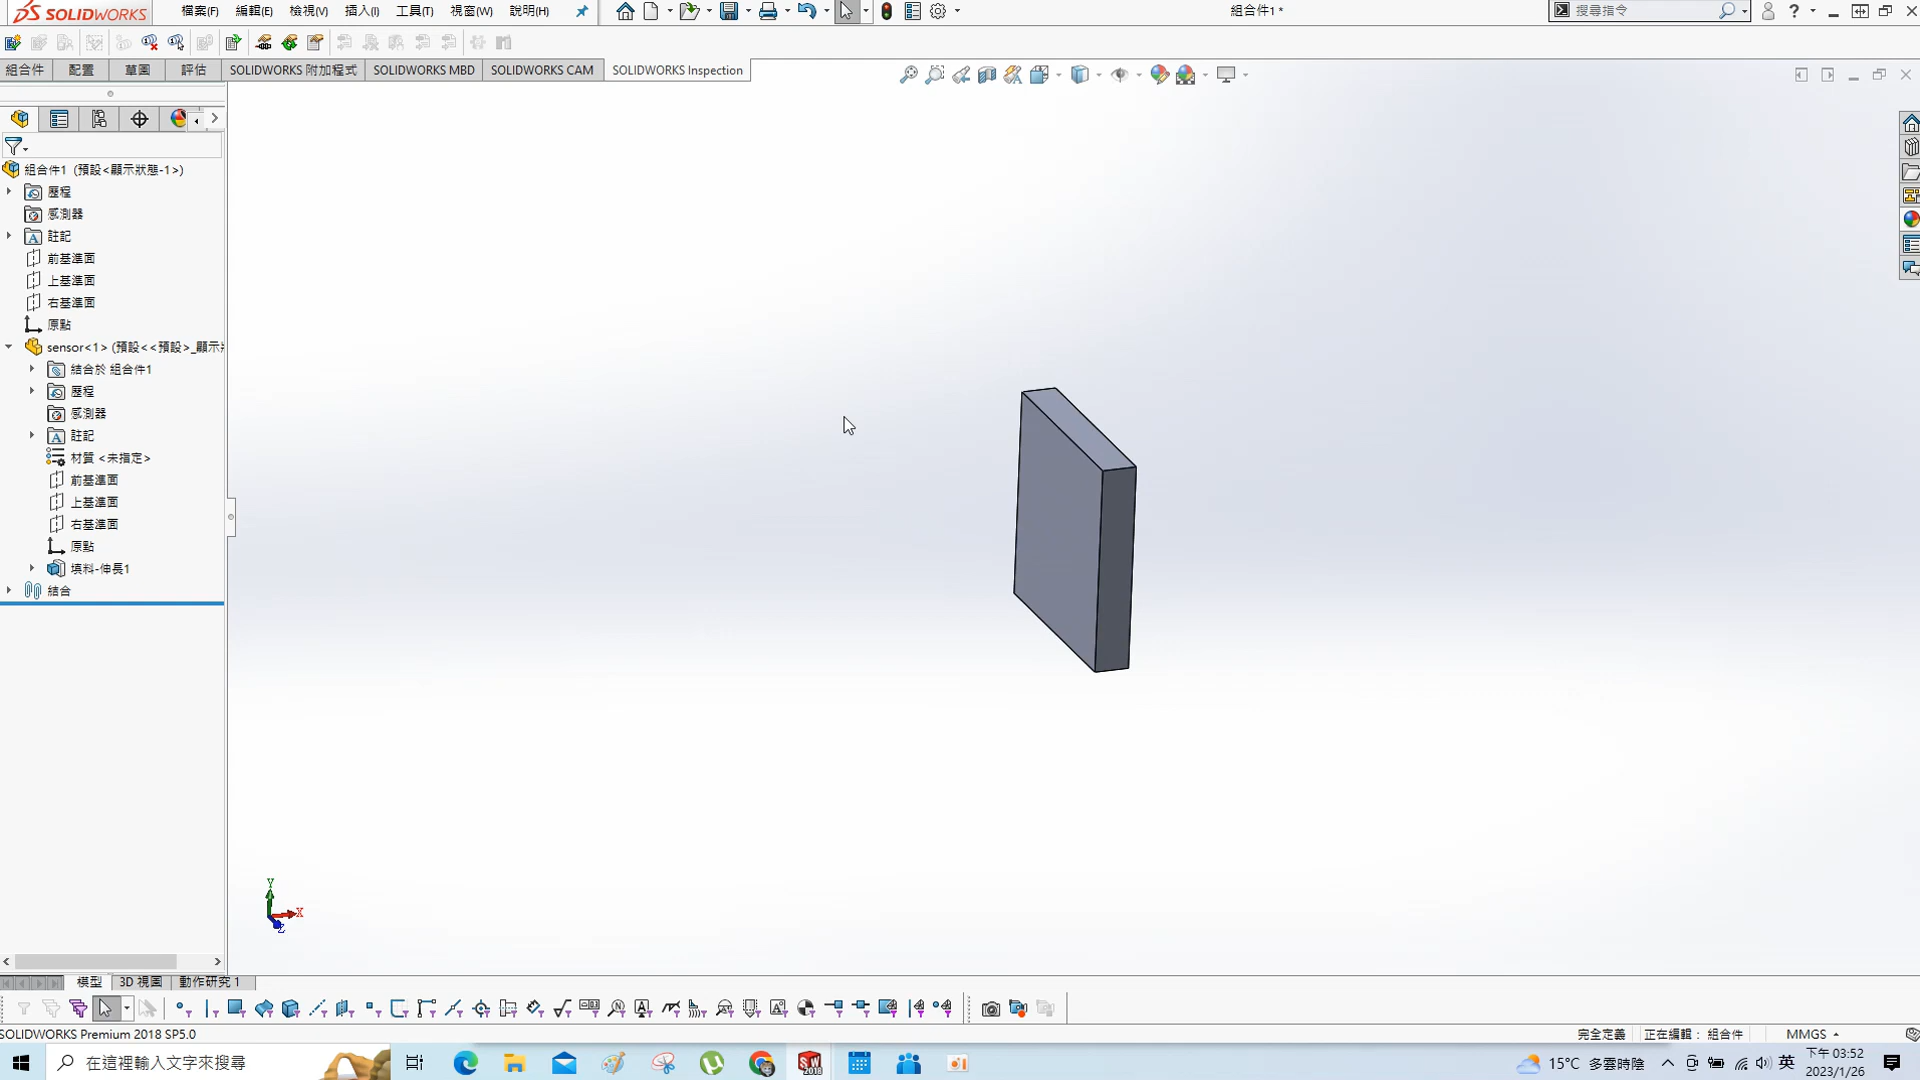 SOLIDWORKS 檔案(F) 編輯(E) 檢視(V) 插入(I) 工具(T) 視窗(W) 說明(H) 組合件1 * 搜尋指令
組合件 配置 草圖 評估 SOLIDWORKS 附加程式 SOLIDWORKS MBD SOLIDWORKS CAM SOLIDWORKS Inspection
組合件1 (預設<顯示狀態-1>)
歷程
感測器
註記
前基準面
上基準面
右基準面
原點
sensor<1> (預設<<預設>_顯示
結合於 組合件1
歷程
感測器
註記
材質 <未指定>
前基準面
上基準面
右基準面
原點
填料-伸長1
結合
Y
X
Z
模型 3D 視圖 動作研究 1
SOLIDWORKS Premium 2018 SP5.0 完全定義 正在編輯： 組合件 MMGS
在這裡輸入文字來搜尋 SW 2018 15°C 多雲時陰 英 下午 03:52
2023/1/26